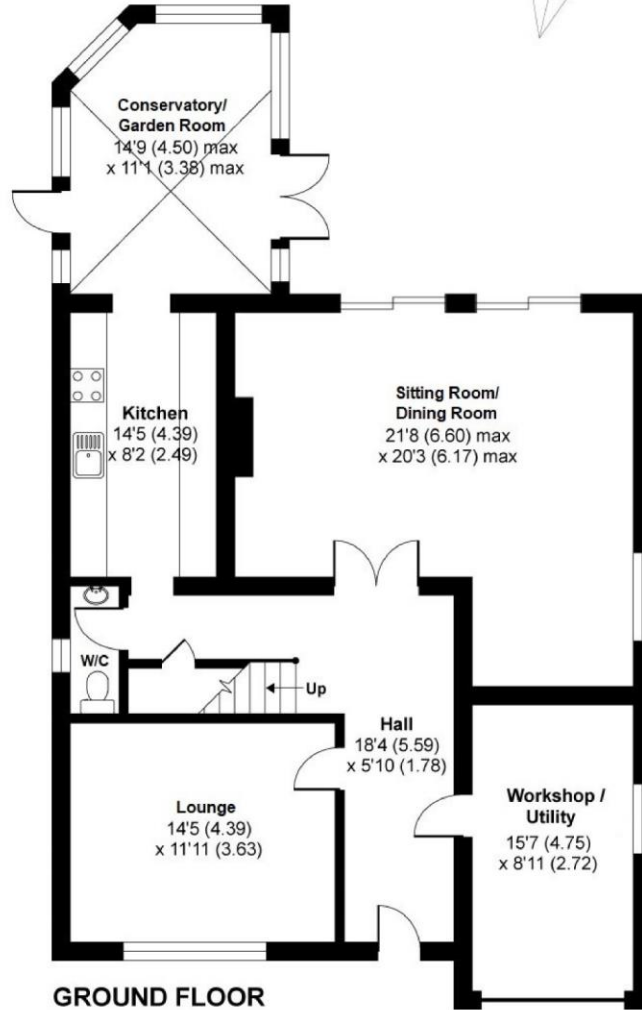 Conservatory/
Garden Room
14'9 (4.50) max
x 11'1 (3.38) max
Kitchen
14'5 (4.39)
x 8'2 (2.49)
Sitting Room/
Dining Room
21'8 (6.60) max
x 20'3 (6.17) max
W/C
Up
Hall
18'4 (5.59)
x 5'10 (1.78)
Lounge
14'5 (4.39)
x 11'11 (3.63)
Workshop /
Utility
15'7 (4.75)
x 8'11 (2.72)
GROUND FLOOR